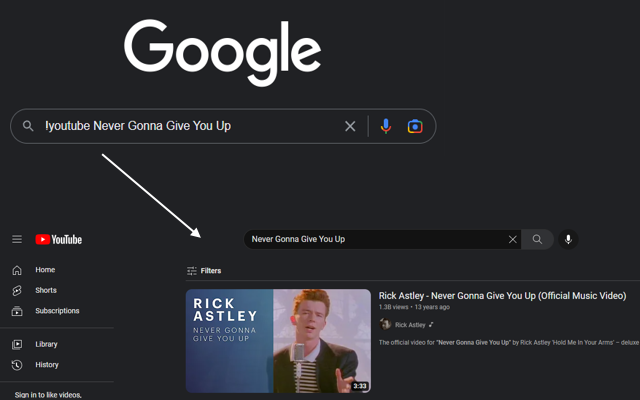 Google
!youtube Never Gonna Give You Up
YouTube
Never Gonna Give You Up
Home
Filters
Shorts
RICK
ASTLEY
NEVER GONNA
GIVE YOU UP
3:33
Rick Astley - Never Gonna Give You Up (Official Music Video)
1.3B views • 13 years ago
Rick Astley
The official video for "Never Gonna Give You Up" by Rick Astley 'Hold Me In Your Arms' – deluxe
Subscriptions
Library
History
Sign in to like videos,